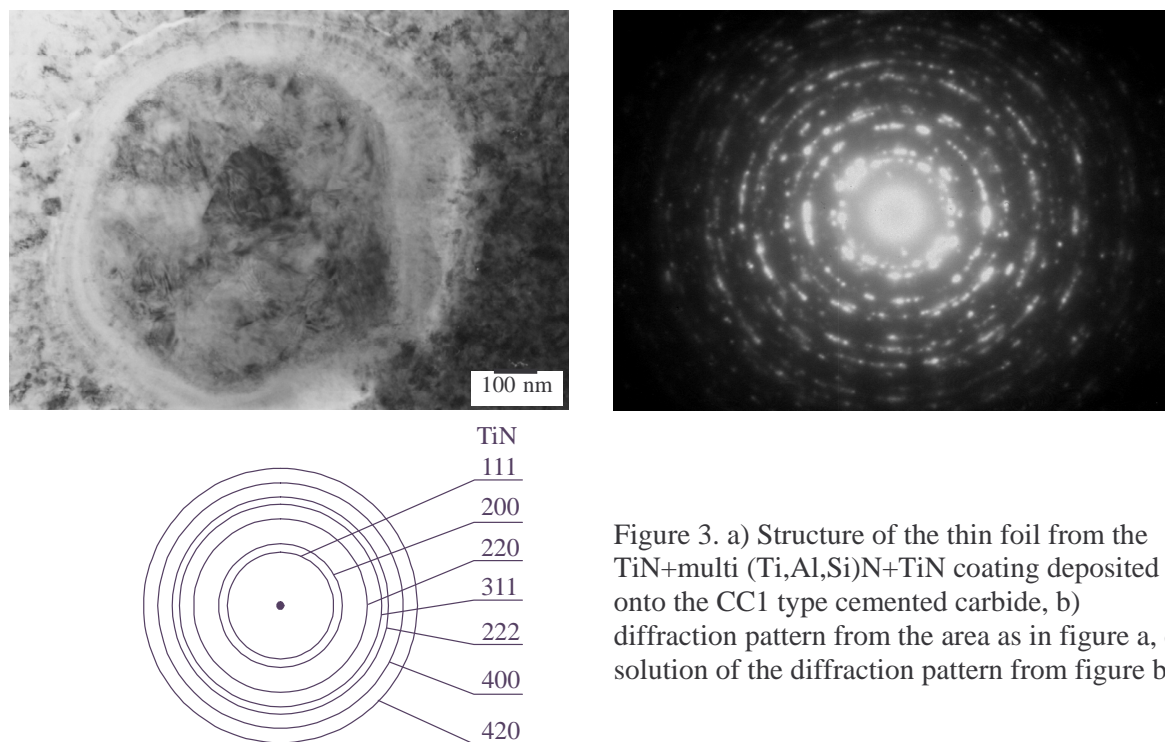 100 nm
TiN
111
200
220
311
222
400
420
Figure 3. a) Structure of the thin foil from the
TiN+multi (Ti,Al,Si)N+TiN coating deposited
onto the CC1 type cemented carbide, b)
diffraction pattern from the area as in figure a,
solution of the diffraction pattern from figure b